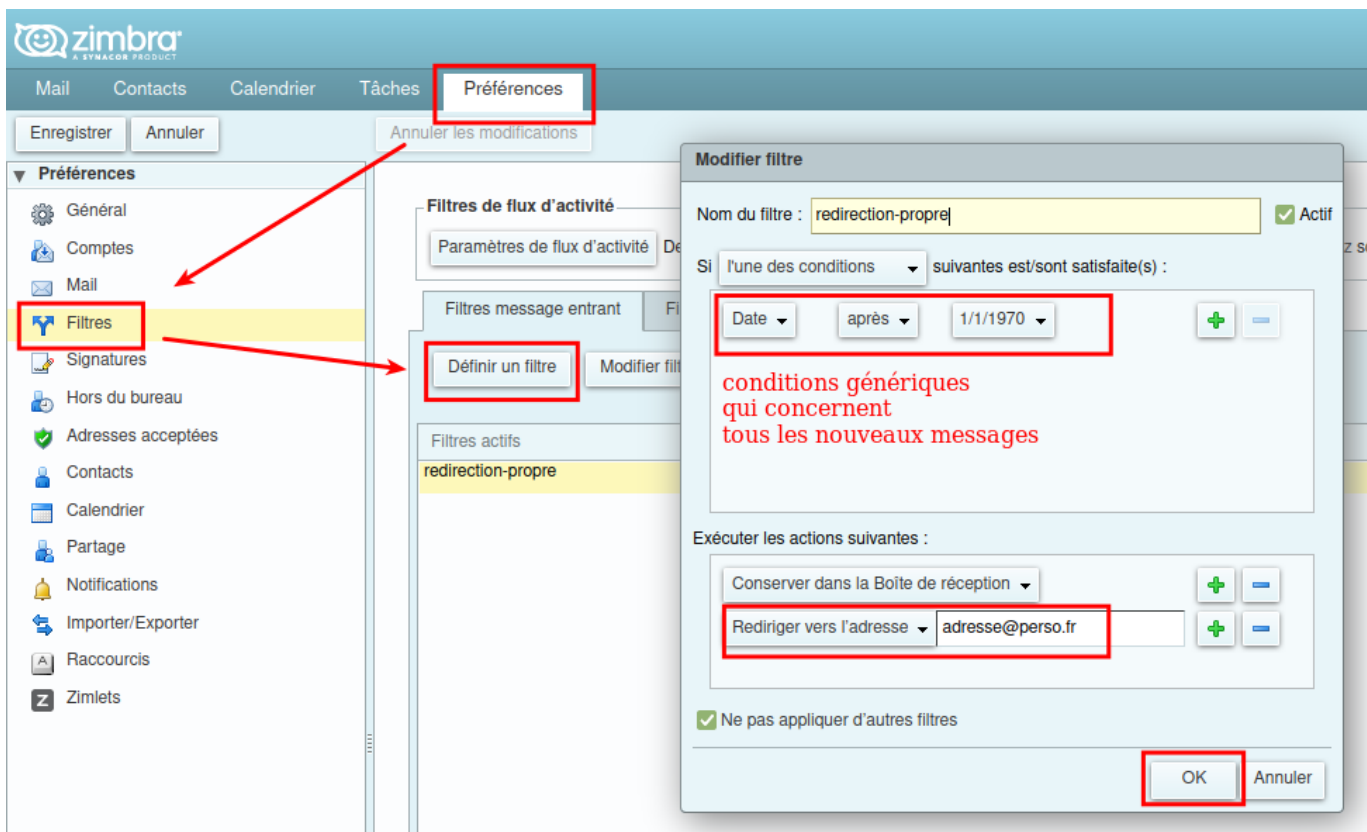 zimbra
A SYNACOR PRODUCT
Mail Contacts Calendrier Tâches Préférences
Enregistrer Annuler Annuler les modifications
Préférences
Général
Comptes
Mail
Filtres
Signatures
Hors du bureau
Adresses acceptées
Contacts
Calendrier
Partage
Notifications
Importer/Exporter
A Raccourcis
Z Zimlets
Filtres de flux d'activité
Paramètres de flux d'activité
Filtres message entrant
Définir un filtre Modifier
Filtres actifs
redirection-propre
Modifier filtre
Nom du filtre : redirection-propre Actif
Si l'une des conditions suivantes est/sont satisfaite(s) :
Date après 1/1/1970
conditions génériques
qui concernent
tous les nouveaux messages
Exécuter les actions suivantes :
Conserver dans la Boîte de réception
Rediriger vers l'adresse adresse@perso.fr
Ne pas appliquer d'autres filtres
OK Annuler